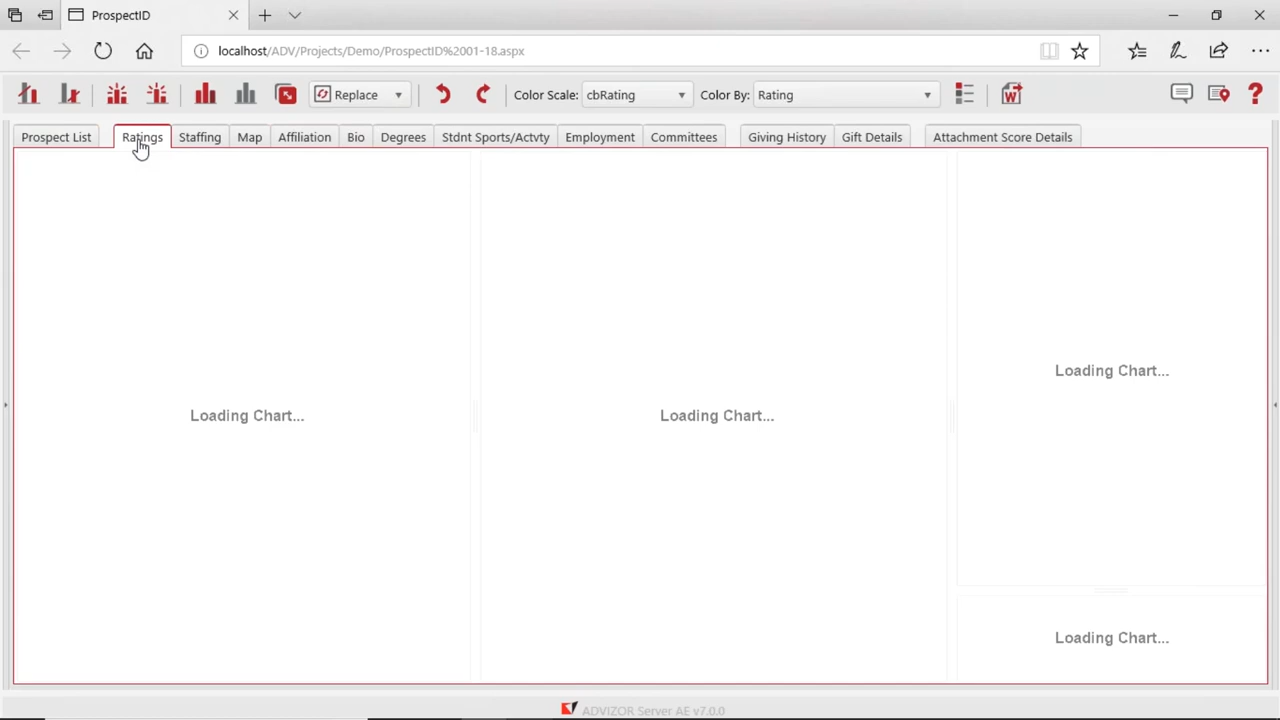 ProspectID
localhost/ADV/Projects/Demo/ProspectID%2001-18.aspx
Replace Color Scale: cbRating Color By: Rating
Prospect List Ratings Staffing Map Affiliation Bio Degrees Stdnt Sports/Actvty Employment Committees Giving History Gift Details Attachment Score Details
Loading Chart...
Loading Chart...
Loading Chart...
Loading Chart...
ADVIZOR Server AE v7.0.0